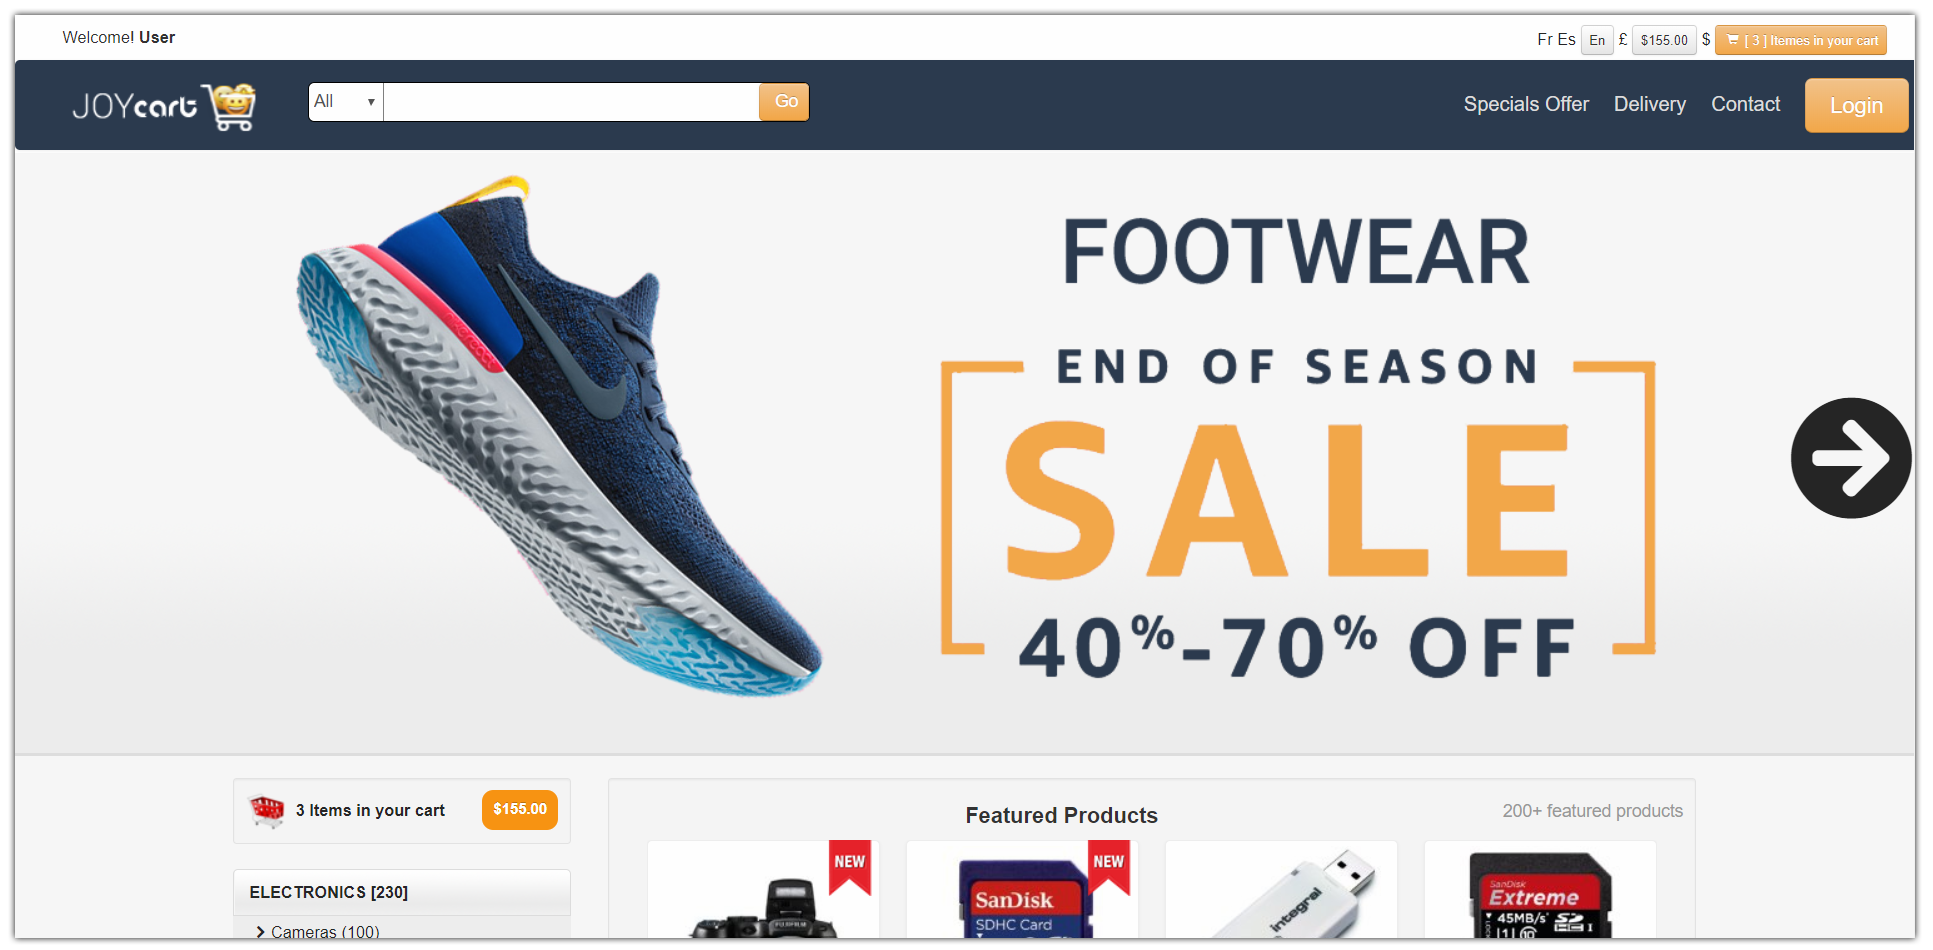 Welcome! User
Fr Es En £ $155.00 $ [ 3 ] Itemes in your cart
JOYcart
All
Go
Specials Offer Delivery Contact Login
FOOTWEAR
END OF SEASON
SALE
40%-70% OFF
3 Items in your cart $155.00
Featured Products
200+ featured products
NEW
NEW
FUJIFILM
SanDisk
SDHC Card
integral
SanDisk
Extreme
45MB/s
ELECTRONICS [230]
Cameras (100)